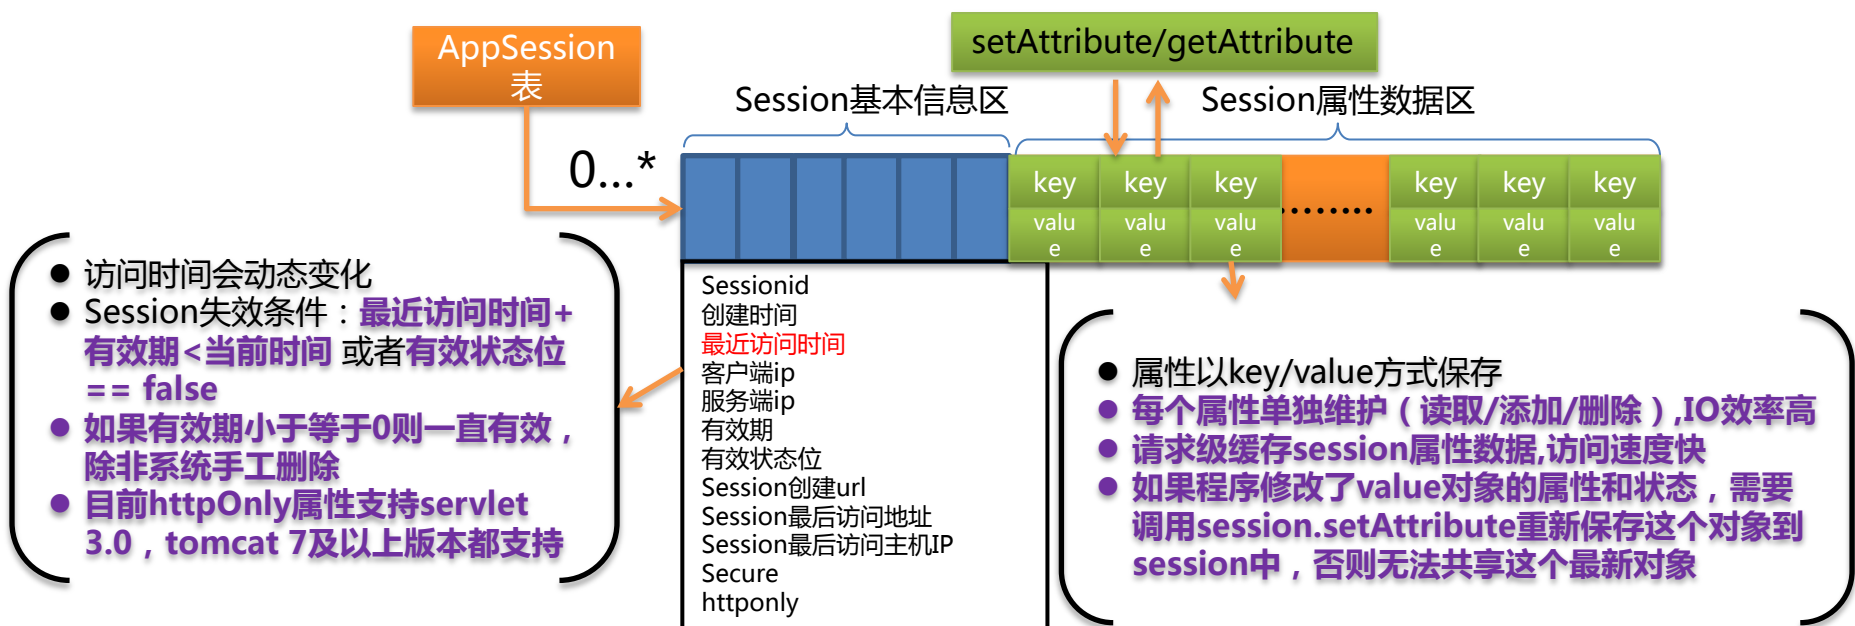 AppSession
表
setAttribute/getAttribute
Session基本信息区
Session属性数据区
0...*
key
key
key
........
key
key
key
valu
e
valu
e
valu
e
valu
e
valu
e
valu
e
● 访问时间会动态变化
● Session失效条件：最近访问时间+
有效期<当前时间 或者有效状态位
== false
● 如果有效期小于等于0则一直有效，
除非系统手工删除
● 目前httpOnly属性支持servlet
3.0，tomcat 7及以上版本都支持
Sessionid
创建时间
最近访问时间
客户端ip
服务端ip
有效期
有效状态位
Session创建url
Session最后访问地址
Session最后访问主机IP
Secure
httponly
● 属性以key/value方式保存
● 每个属性单独维护（读取/添加/删除）,IO效率高
● 请求级缓存session属性数据,访问速度快
● 如果程序修改了value对象的属性和状态，需要
调用session.setAttribute重新保存这个对象到
session中，否则无法共享这个最新对象